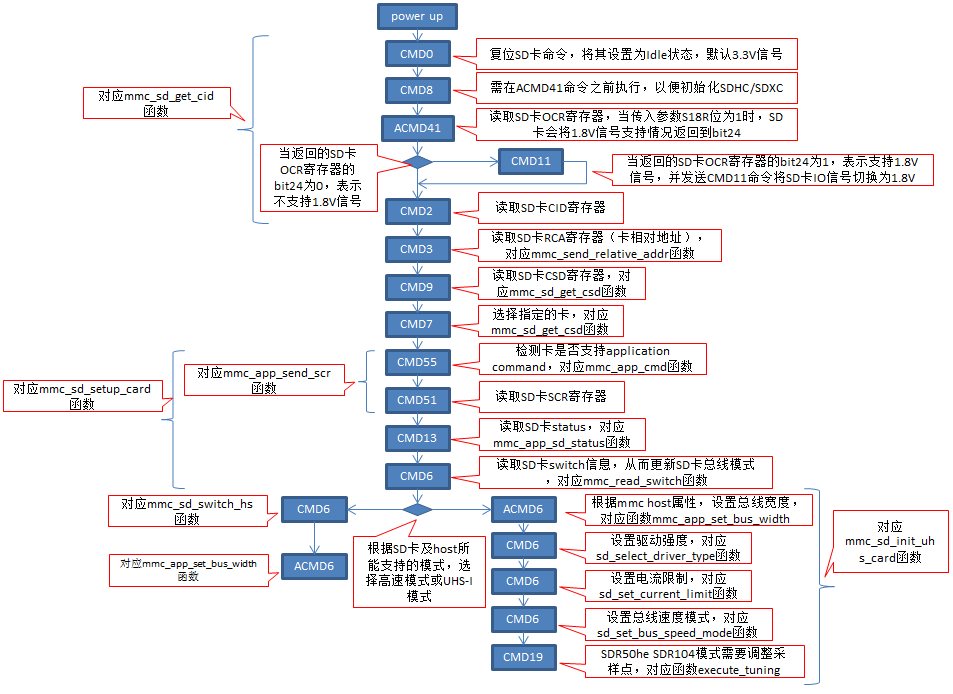 power up
CMD0
复位SD卡命令，将其设置为Idle状态，默认3.3V信号
对应mmc_sd_get_cid
函数
CMD8
需在ACMD41命令之前执行，以便初始化SDHC/SDXC
ACMD41
读取SD卡OCR寄存器，当传入参数S18R位为1时，SD
卡会将1.8V信号支持情况返回到bit24
当返回的SD卡
OCR寄存器的
bit24为0，表示
不支持1.8V信号
CMD11
当返回的SD卡OCR寄存器的bit24为1，表示支持1.8V
信号，并发送CMD11命令将SD卡IO信号切换为1.8V
CMD2
读取SD卡CID寄存器
CMD3
读取SD卡RCA寄存器（卡相对地址），
对应mmc_send_relative_addr函数
CMD9
读取SD卡CSD寄存器，对
应mmc_sd_get_csd函数
CMD7
选择指定的卡，对应
mmc_sd_get_csd函数
CMD55
检测卡是否支持application
command，对应mmc_app_cmd函数
对应mmc_app_send_scr
函数
对应mmc_sd_setup_card
函数
CMD51
读取SD卡SCR寄存器
CMD13
读取SD卡status，对应
mmc_app_sd_status函数
CMD6
读取SD卡switch信息，从而更新SD卡总线模式
，对应mmc_read_switch函数
对应mmc_sd_switch_hs
函数
CMD6
ACMD6
根据mmc host属性，设置总线宽度，
对应函数mmc_app_set_bus_width
对应
mmc_sd_init_uh
s_card函数
对应mmc_app_set_bus_width
函数
ACMD6
根据SD卡及host所
能支持的模式，选
择高速模式或UHS-I
模式
CMD6
设置驱动强度，对应
sd_select_driver_type函数
CMD6
设置电流限制，对应
sd_set_current_limit函数
CMD6
设置总线速度模式，对应
sd_set_bus_speed_mode函数
CMD19
SDR50he SDR104模式需要调整采
样点，对应函数execute_tuning